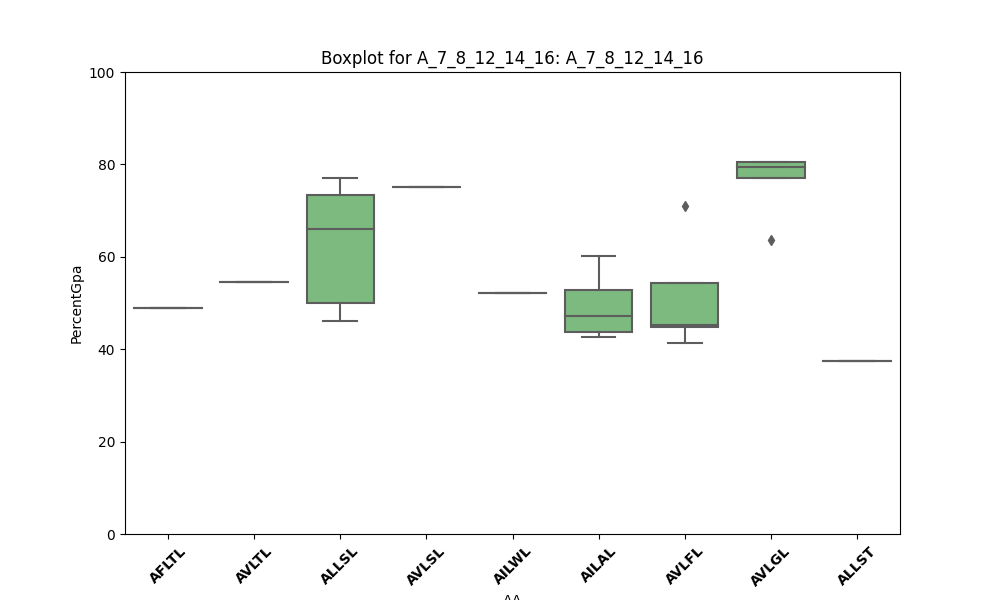 Boxplot for A_7_8_12_14_16: A_7_8_12_14_16
100
80
60
40
20
0
PercentGpa
AFLTL
AVLTL
ALLSL
AVLSL
AILWL
AILAL
AVLFL
AVLGL
ALLST
AA